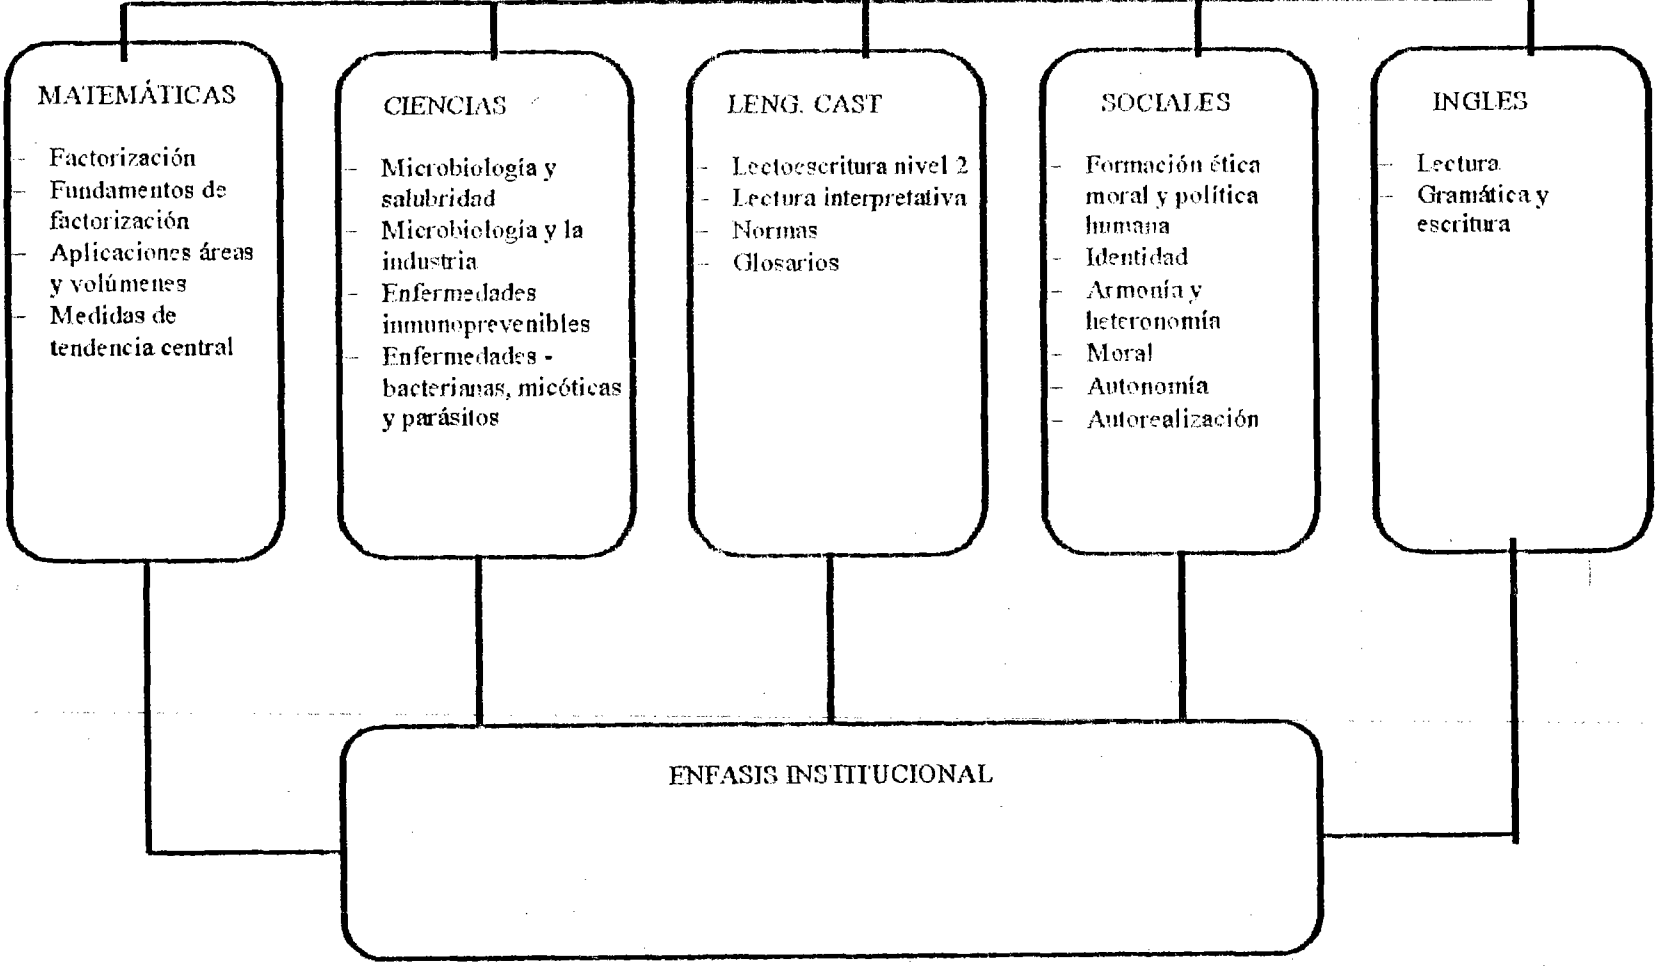 MATEMÁTICAS
- Factorización
- Fundamentos de
factorización
- Aplicaciones áreas
y volúmenes
- Medidas de
tendencia central
CIENCIAS
- Microbiología y
salubridad
- Microbiología y la
industria
- Enfermedades
inmunoprevenibles
- Enfermedades -
bacterianas, micóticas
y parásitos
LENG. CAST
- Lectoescritura nivel 2
- Lectura interpretativa
- Normas
- Glosarios
SOCIALES
- Formación ética
moral y política
humana
- Identidad
- Armonía y
heteronomía
- Moral
- Autonomía
- Autorealización
INGLES
- Lectura
- Gramática y
escritura
ENFASIS INSTITUCIONAL